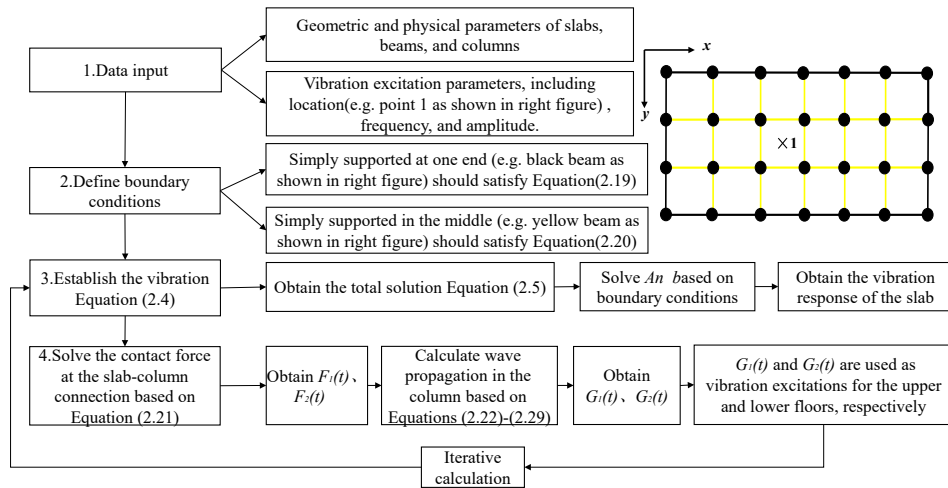 Geometric and physical parameters of slabs,
beams, and columns
1.Data input
Vibration excitation parameters, including
location(e.g. point 1 as shown in right figure) ,
frequency, and amplitude.
x
y
×1
2.Define boundary
conditions
Simply supported at one end (e.g. black beam as
shown in right figure) should satisfy Equation(2.19)
Simply supported in the middle (e.g. yellow beam as
shown in right figure) should satisfy Equation(2.20)
3.Establish the vibration
Equation (2.4)
Obtain the total solution Equation (2.5)
Solve An based on
boundary conditions
Obtain the vibration
response of the slab
4.Solve the contact force
at the slab-column
connection based on
Equation (2.21)
Obtain F₁(t)、
F₂(t)
Calculate wave
propagation in the
column based on
Equations (2.22)-(2.29)
Obtain
G₁(t)、G₂(t)
G₁(t) and G₂(t) are used as
vibration excitations for the upper
and lower floors, respectively
Iterative
calculation